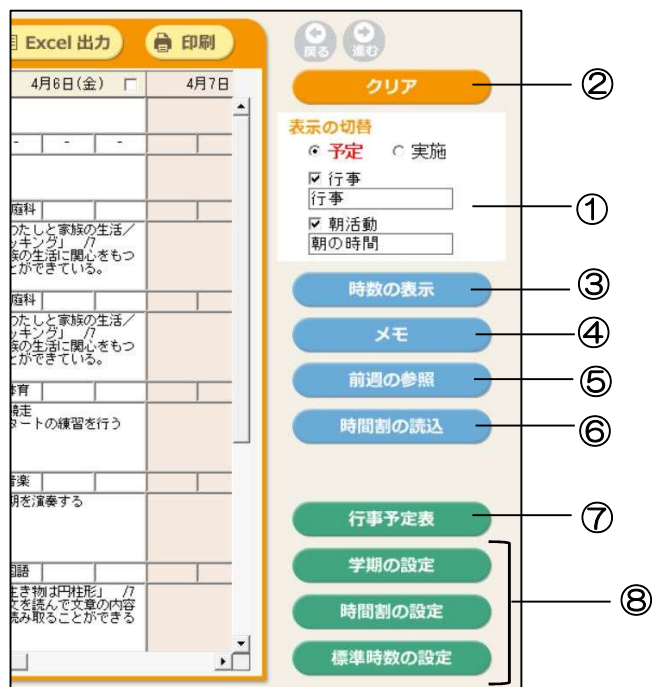 Excel 出力
印刷
戻る
進む
4月6日(金)
4月7日
クリア
②
表示の切替
予定
実施
行事
行事
朝活動
朝の時間
①
- - -
庭科
わたしと家族の生活／
ッキング」 /7
族の生活に関心をもつ
とができている。
時数の表示
③
メモ
④
庭科
わたしと家族の生活／
ッキング」 /7
族の生活に関心をもつ
とができている。
前週の参照
⑤
体育
競走
タートの練習を行う
時間割の読込
⑥
音楽
を演奏する
行事予定表
⑦
国語
生き物は円柱形」 /7
文を読んで文章の内容
読み取ることができる
学期の設定
時間割の設定
標準時数の設定
⑧